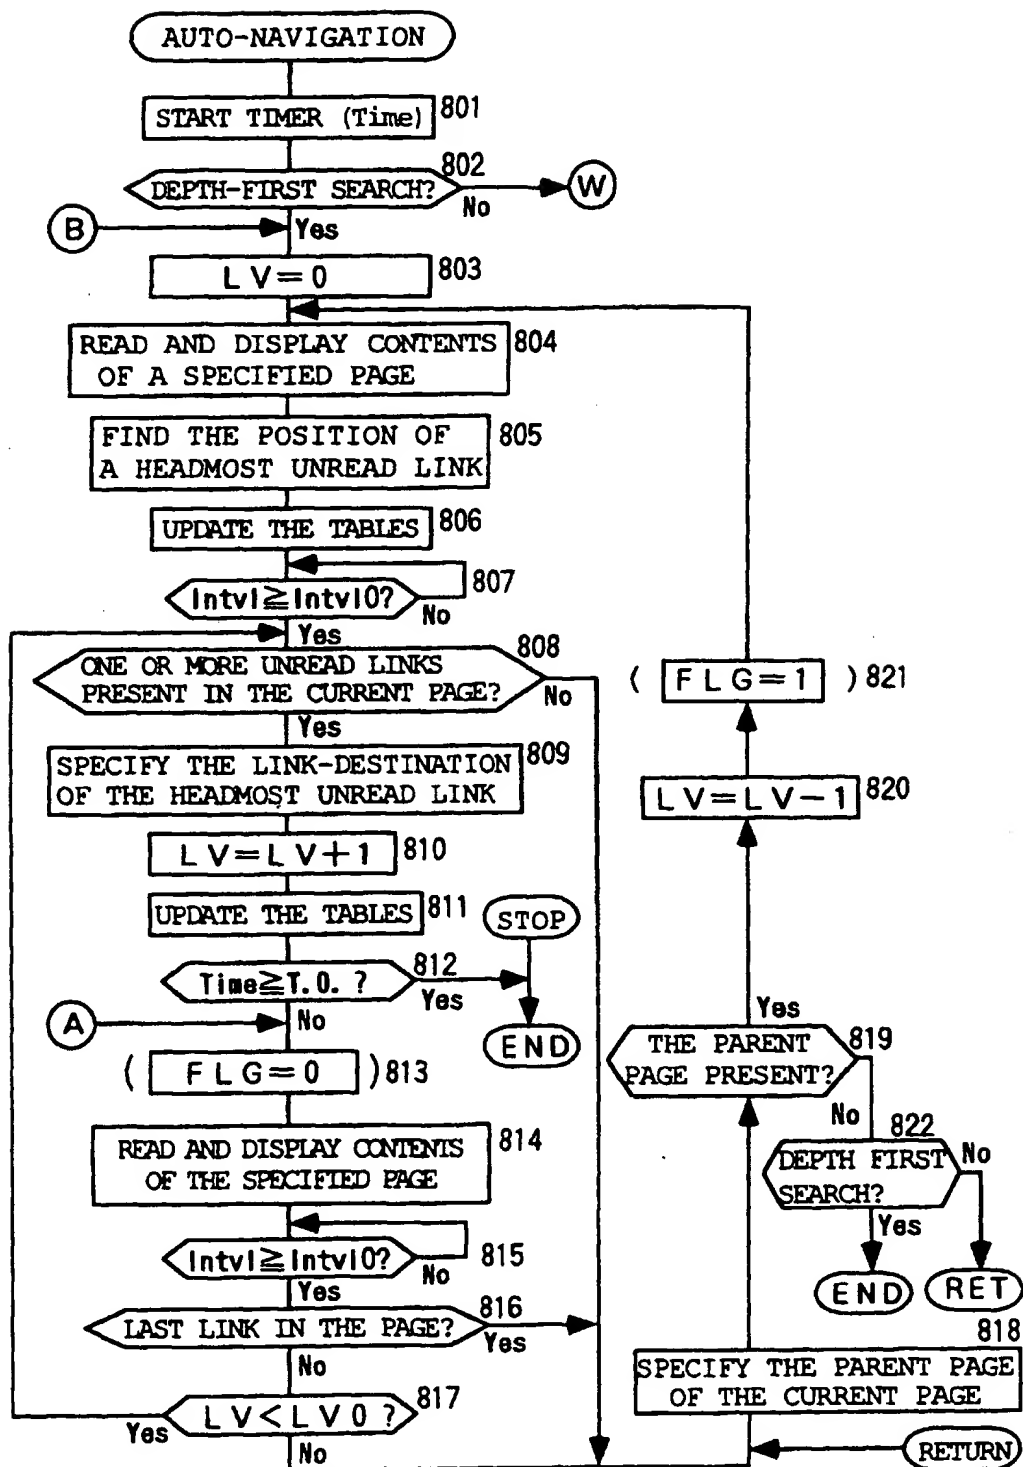 AUTO-NAVIGATION
START TIMER (Time) 801
802
DEPTH-FIRST SEARCH?
No
W
B
Yes
LV=0 803
READ AND DISPLAY CONTENTS 804
OF A SPECIFIED PAGE
FIND THE POSITION OF 805
A HEADMOST UNREAD LINK
UPDATE THE TABLES 806
807
Intvl≧Intvl0?
No
Yes
808
ONE OR MORE UNREAD LINKS
PRESENT IN THE CURRENT PAGE?
No
Yes
SPECIFY THE LINK-DESTINATION 809
OF THE HEADMOST UNREAD LINK
LV=LV+1 810
UPDATE THE TABLES 811
STOP
812
Time≧T.O.?
Yes
END
A
No
( FLG=0 ) 813
READ AND DISPLAY CONTENTS 814
OF THE SPECIFIED PAGE
Intvl≧Intvl0? 815
No
Yes
816
LAST LINK IN THE PAGE?
Yes
No
817
LV<LV0?
Yes
No
( FLG=1 ) 821
LV=LV-1 820
Yes
819
THE PARENT
PAGE PRESENT?
No
822
DEPTH FIRST No
SEARCH?
Yes
END RET
818
SPECIFY THE PARENT PAGE
OF THE CURRENT PAGE
RETURN